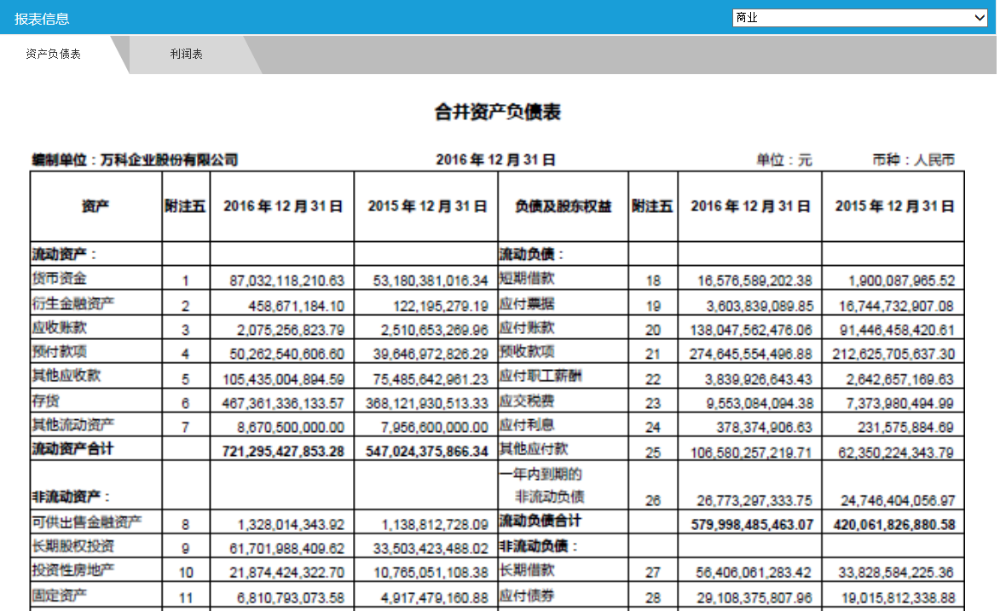 报表信息 商业
资产负债表 利润表
合并资产负债表
编制单位：万科企业股份有限公司 2016 年 12 月 31 日 单位：元 币种：人民币
资产 附注五 2016 年 12 月 31 日 2015 年 12 月 31 日 负债及股东权益 附注五 2016 年 12 月 31 日 2015 年 12 月 31 日
流动资产： 流动负债：
货币资金 1 87,032,118,210.63 53,180,381,016.34 短期借款 18 16,576,589,202.38 1,900,087,965.52
衍生金融资产 2 458,671,184.10 122,195,279.19 应付票据 19 3,603,839,089.85 16,744,732,907.08
应收账款 3 2,075,256,823.79 2,510,653,269.96 应付账款 20 138,047,562,476.06 91,446,458,420.61
预付款项 4 50,262,540,606.60 39,646,972,826.29 预收款项 21 274,645,554,496.88 212,625,705,637.30
其他应收款 5 105,435,004,894.59 75,485,642,961.23 应付职工薪酬 22 3,839,926,643.43 2,642,657,169.63
存货 6 467,361,336,133.57 368,121,930,513.33 应交税费 23 9,553,084,094.38 7,373,980,494.99
其他流动资产 7 8,670,500,000.00 7,956,600,000.00 应付利息 24 378,374,906.63 231,575,884.69
流动资产合计 721,295,427,853.28 547,024,375,866.34 其他应付款 25 106,580,257,219.71 62,350,224,343.79
一年内到期的
非流动资产： 非流动负债 26 26,773,297,333.75 24,746,404,056.97
可供出售金融资产 8 1,328,014,343.92 1,138,812,728.09 流动负债合计 579,998,485,463.07 420,061,826,880.58
长期股权投资 9 61,701,988,409.62 33,503,423,488.02 非流动负债：
投资性房地产 10 21,874,424,322.70 10,765,051,108.38 长期借款 27 56,406,061,283.42 33,828,584,225.36
固定资产 11 6,810,793,073.58 4,917,479,160.88 应付债券 28 29,108,375,807.96 19,015,812,338.88